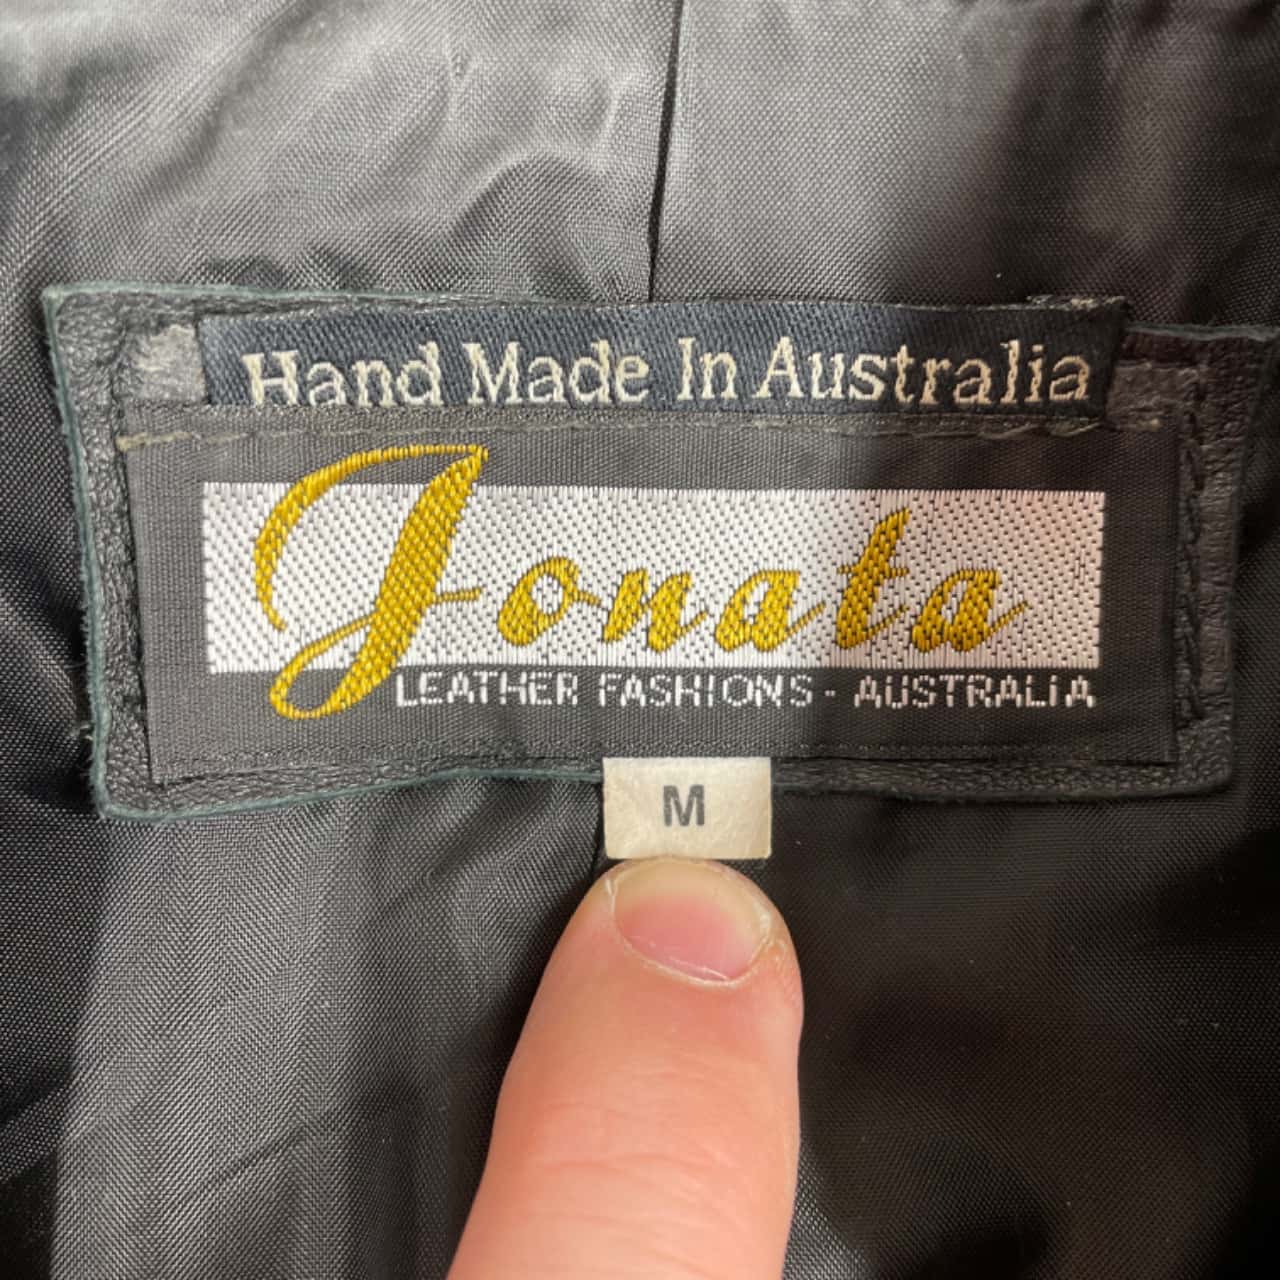 Hand Made In Australia
Jonata
LEATHER FASHIONS - AUSTRALIA
M